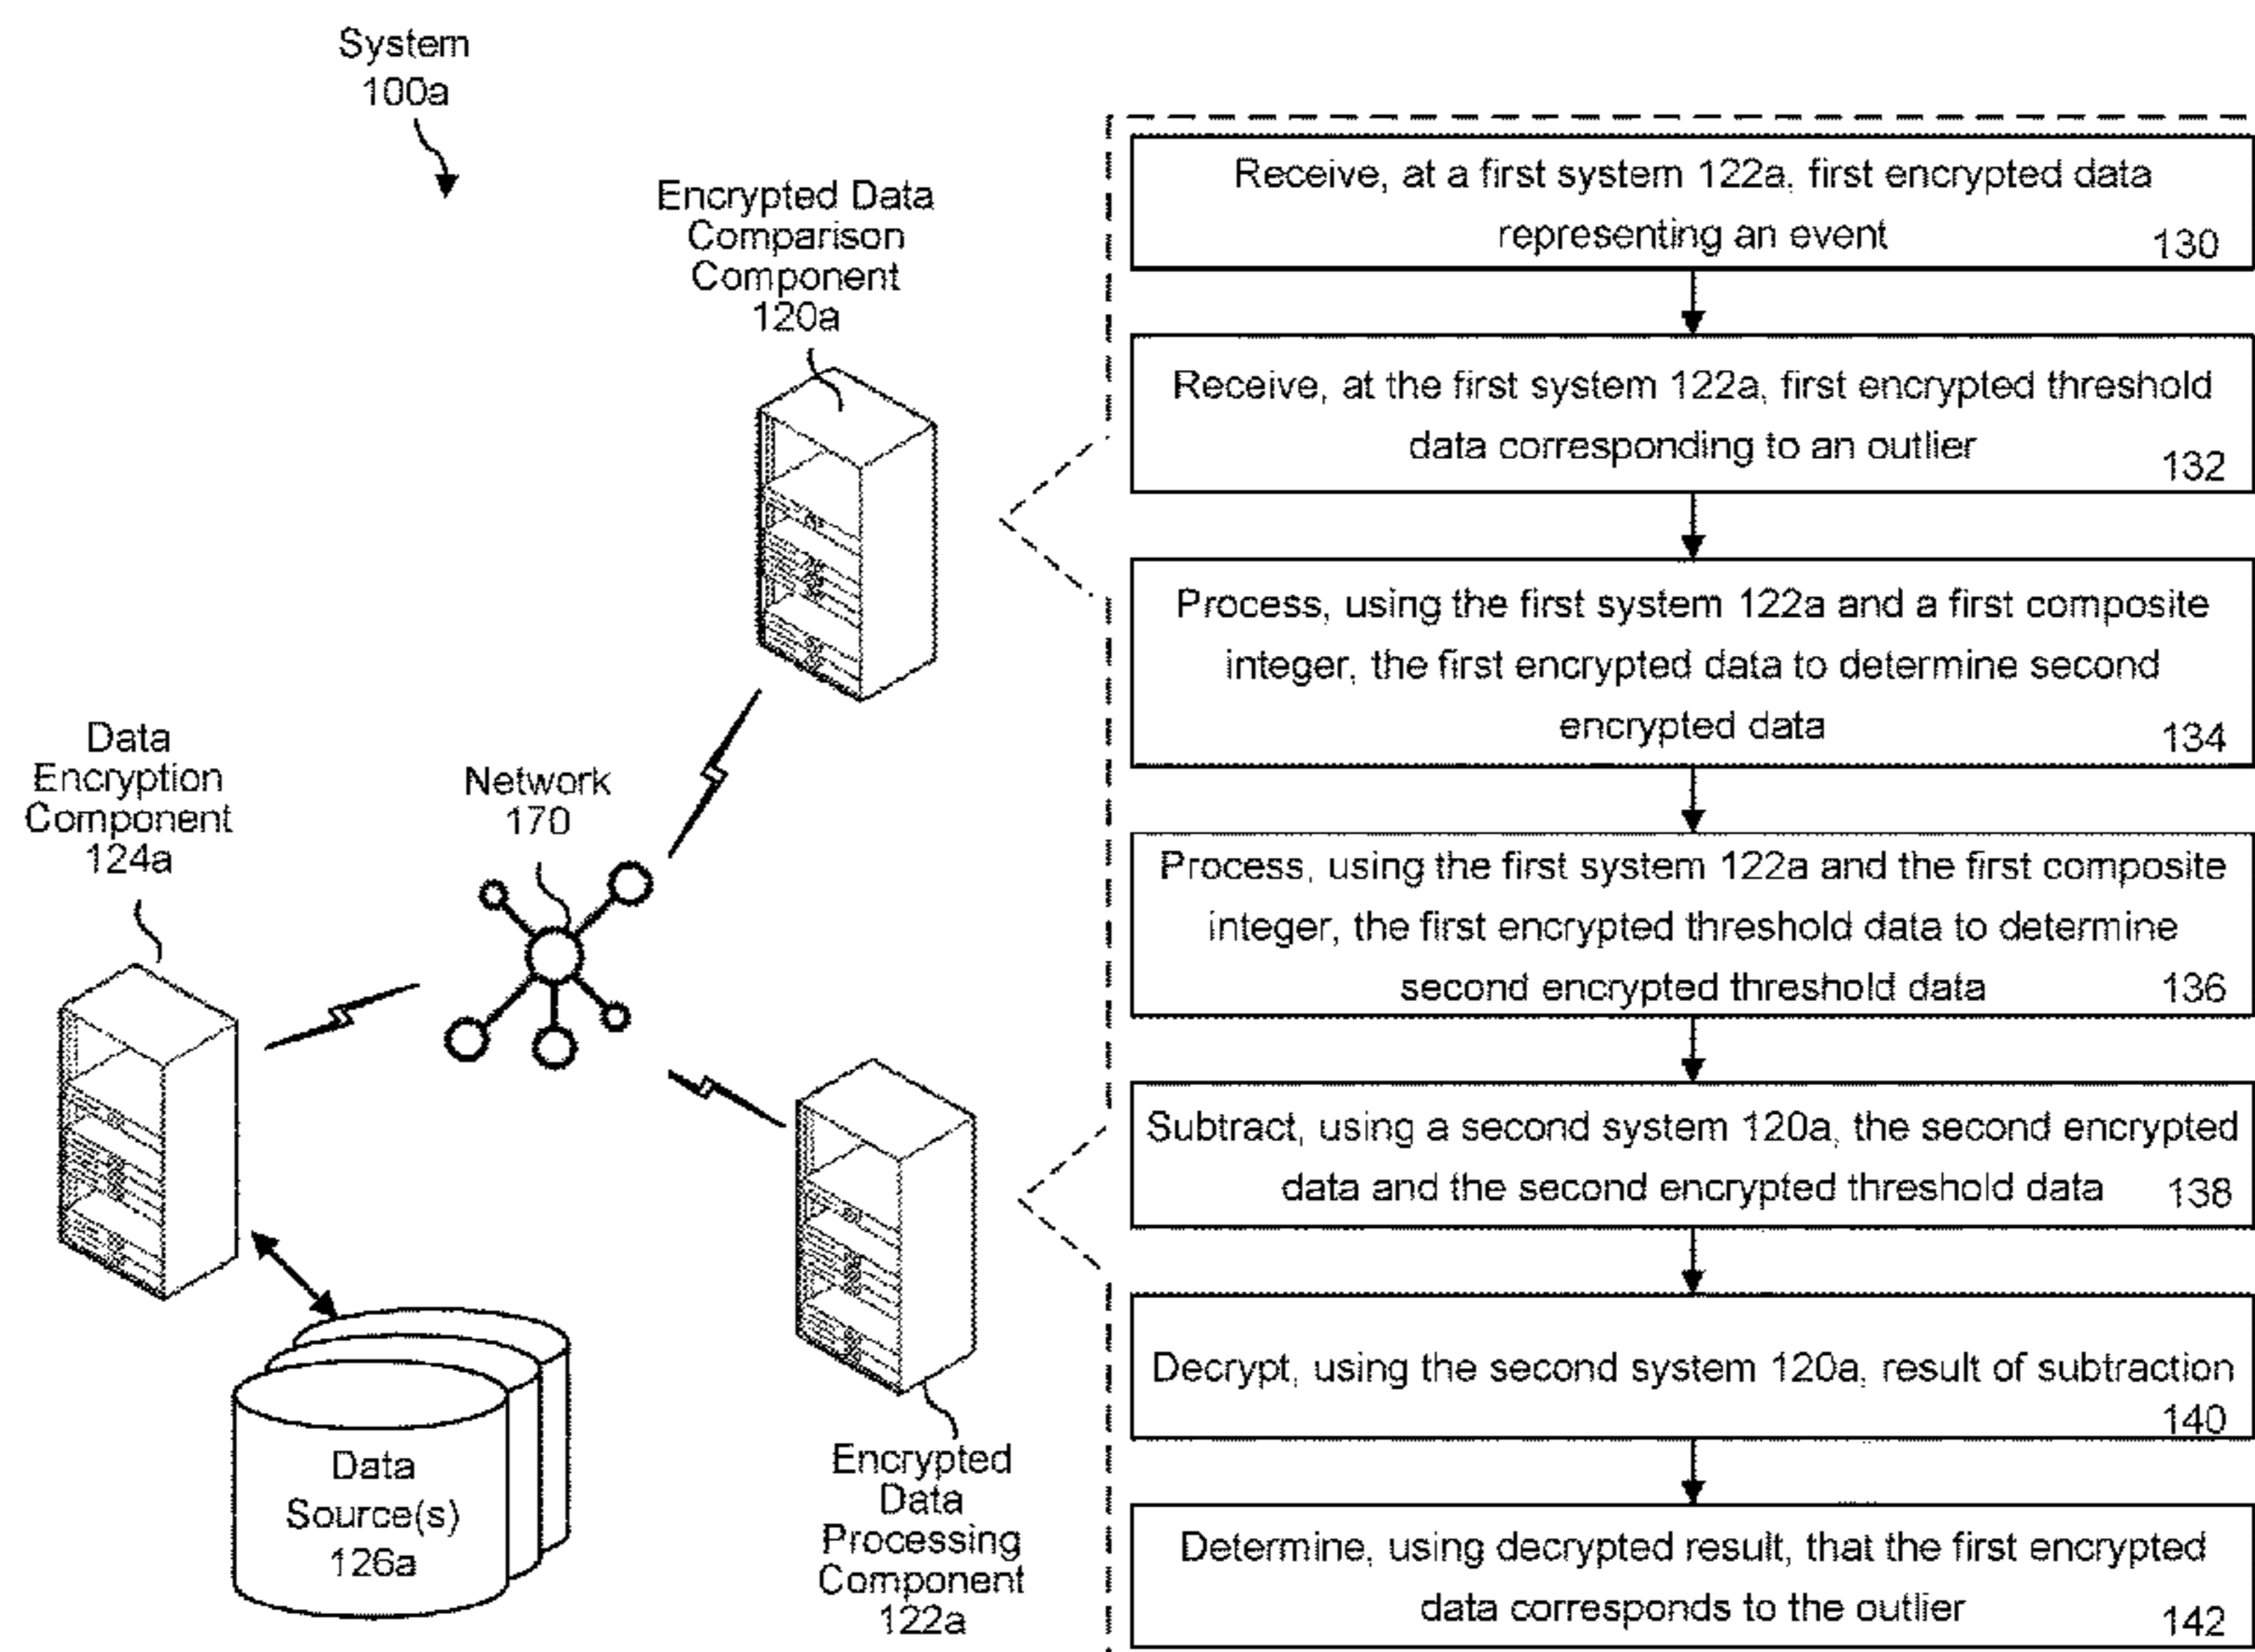 System
100a
Encrypted Data
Comparison
Component
120a
Data
Encryption
Component
124a
Network
170
Data
Source(s)
126a
Encrypted
Data
Processing
Component
122a
Receive, at a first system 122a, first encrypted data
representing an event
130
Receive, at the first system 122a, first encrypted threshold
data corresponding to an outlier
132
Process, using the first system 122a and a first composite
integer, the first encrypted data to determine second
encrypted data
134
Process, using the first system 122a and the first composite
integer, the first encrypted threshold data to determine
second encrypted threshold data
136
Subtract, using a second system 120a, the second encrypted
data and the second encrypted threshold data
138
Decrypt, using the second system 120a, result of subtraction
140
Determine, using decrypted result, that the first encrypted
data corresponds to the outlier
142